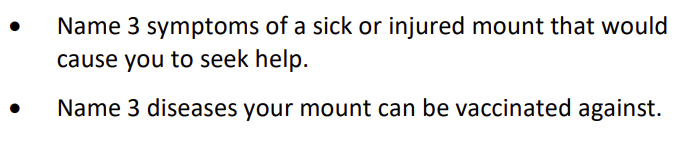 • Name 3 symptoms of a sick or injured mount that would
cause you to seek help.
• Name 3 diseases your mount can be vaccinated against.